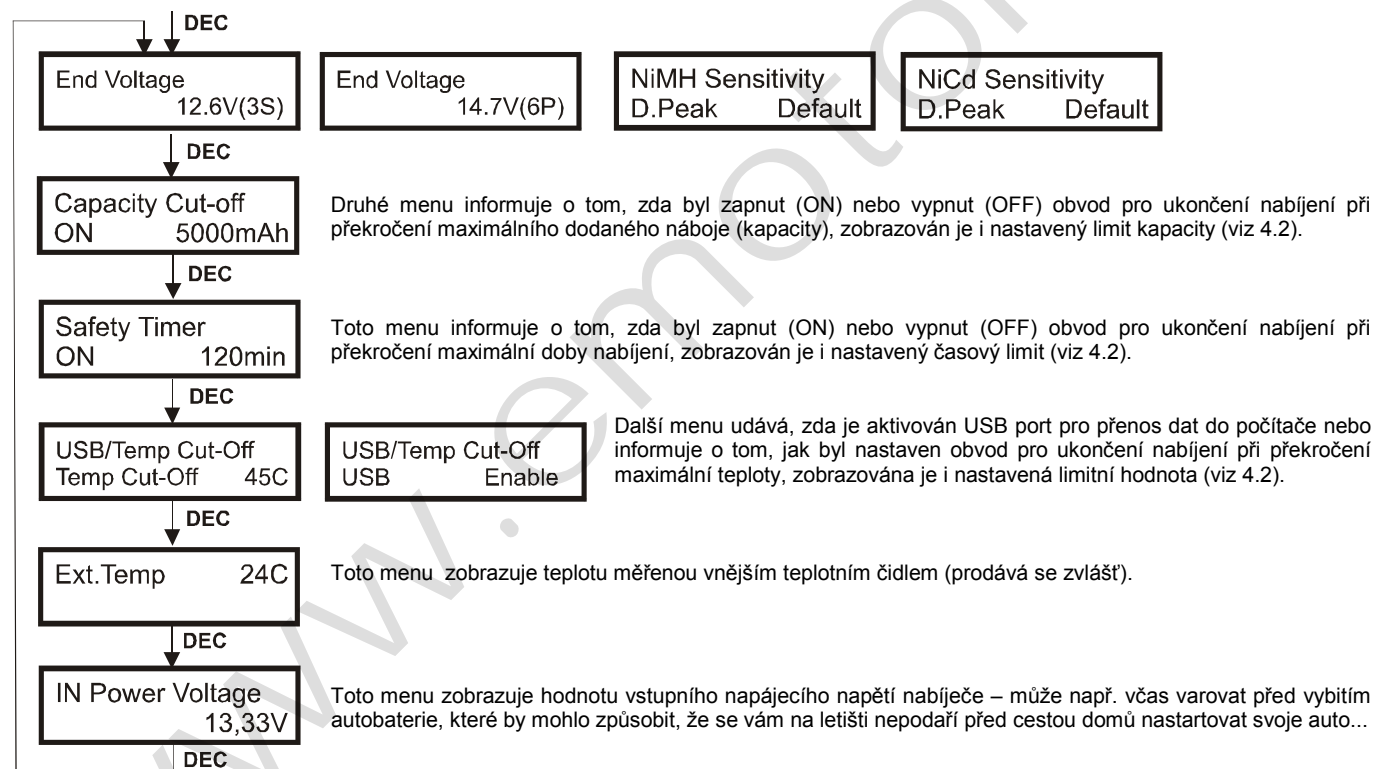 DEC
End Voltage
12.6V(3S)
End Voltage
14.7V(6P)
NiMH Sensitivity
D.Peak Default
NiCd Sensitivity
D.Peak Default
DEC
Capacity Cut-off
ON 5000mAh
Druhé menu informuje o tom, zda byl zapnut (ON) nebo vypnut (OFF) obvod pro ukončení nabíjení při
překročení maximálního dodaného náboje (kapacity), zobrazován je i nastavený limit kapacity (viz 4.2).
DEC
Safety Timer
ON 120min
Toto menu informuje o tom, zda byl zapnut (ON) nebo vypnut (OFF) obvod pro ukončení nabíjení při
překročení maximální doby nabíjení, zobrazován je i nastavený časový limit (viz 4.2).
DEC
USB/Temp Cut-Off
Temp Cut-Off 45C
USB/Temp Cut-Off
USB Enable
Další menu udává, zda je aktivován USB port pro přenos dat do počítače nebo
informuje o tom, jak byl nastaven obvod pro ukončení nabíjení při překročení
maximální teploty, zobrazována je i nastavená limitní hodnota (viz 4.2).
DEC
Ext.Temp 24C
Toto menu zobrazuje teplotu měřenou vnějším teplotním čidlem (prodává se zvlášť).
DEC
IN Power Voltage
13,33V
Toto menu zobrazuje hodnotu vstupního napájecího napětí nabíječe – může např. včas varovat před vybitím
autobaterie, které by mohlo způsobit, že se vám na letišti nepodaří před cestou domů nastartovat svoje auto...
DEC
www.emotor